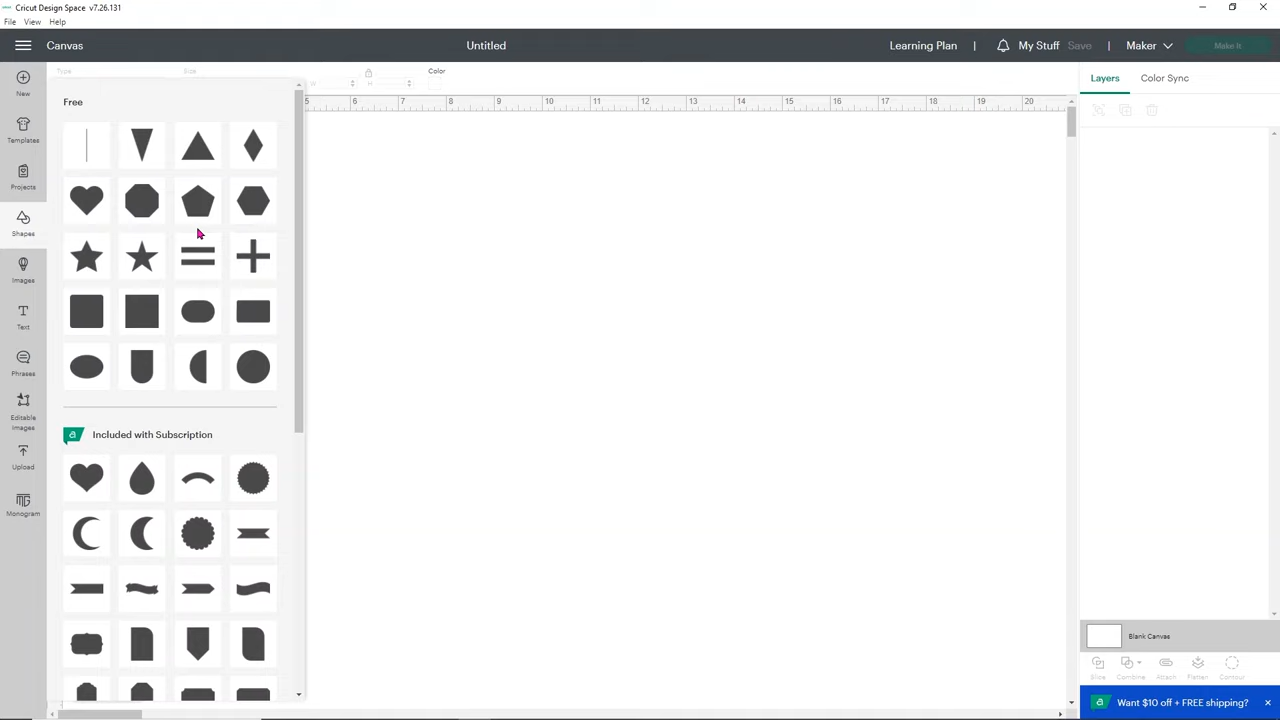 Cricut Design Space v7.26.131
File View Help
Canvas
Untitled
Learning Plan | My Stuff Save | Maker Make It
New
Templates
Projects
Shapes
Images
Text
Phrases
Editable
Images
Upload
Monogram
Type Size Color
W H
5 6 7 8 9 10 11 12 13 14 15 16 17 18 19 20
Free
a Included with Subscription
Layers Color Sync
Blank Canvas
Slice Combine Attach Flatten Contour
a Want $10 off + FREE shipping?